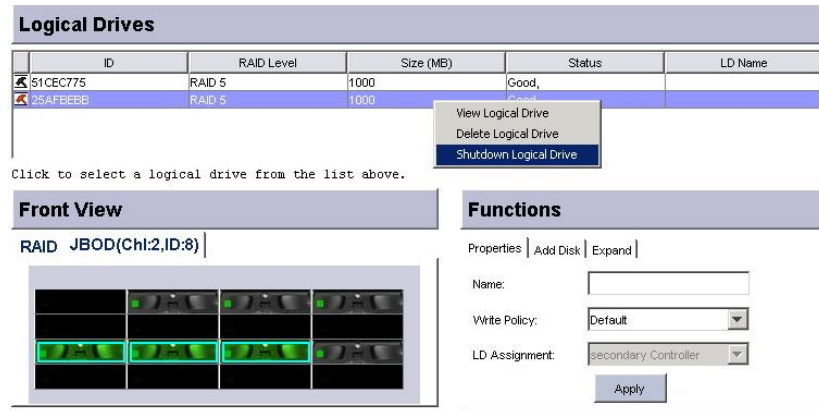 Logical Drives
ID RAID Level Size (MB) Status LD Name
51CEC775 RAID 5 1000 Good,
25AFBEBB RAID 5 1000 Good,
View Logical Drive
Delete Logical Drive
Shutdown Logical Drive
Click to select a logical drive from the list above.
Front View
RAID JBOD(Chl:2,ID:8)
Functions
Properties Add Disk Expand
Name:
Write Policy: Default
LD Assignment: secondary Controller
Apply